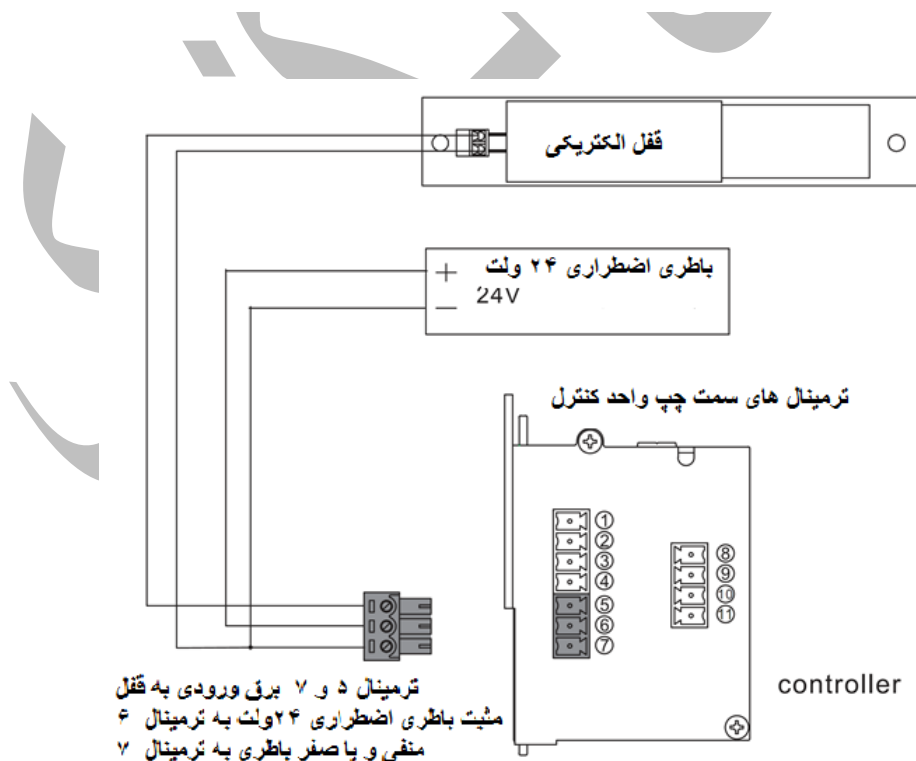 قفل الکتریکی
باطری اضطراری ۲۴ ولت
+
24V
−
ترمینال های سمت چپ واحد کنترل
①
②
③
④
⑤
⑥
⑦
⑧
⑨
⑩
⑪
controller
ترمینال ۵ و ۷ برق ورودی به قفل
مثبت باطری اضطراری ۲۴ولت به ترمینال ۶
منفی و یا صفر باطری به ترمینال ۷